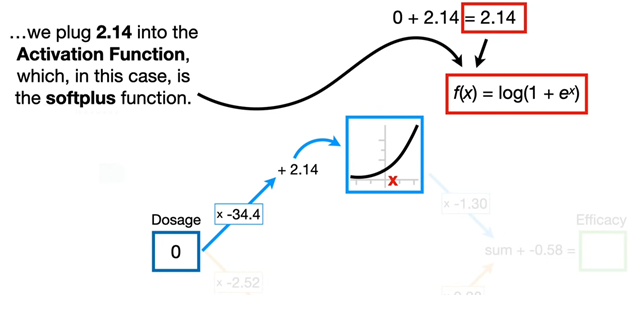 ...we plug 2.14 into the
Activation Function,
which, in this case, is
the softplus function.
0 + 2.14 = 2.14
f(x) = log(1 + eˣ)
+ 2.14
x
x -34.4
x -1.30
Dosage
Efficacy
0
sum + -0.58 =
x -2.52